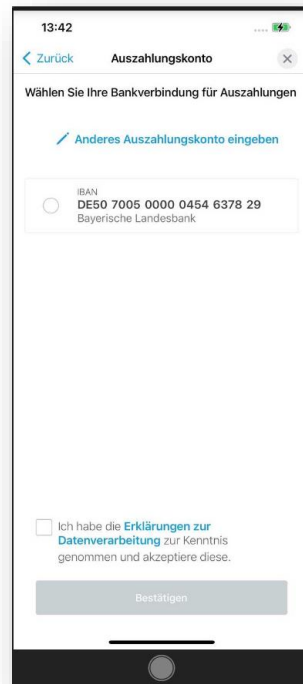 13:42
Zurück Auszahlungskonto
Wählen Sie Ihre Bankverbindung für Auszahlungen
Anderes Auszahlungskonto eingeben
IBAN
DE50 7005 0000 0454 6378 29
Bayerische Landesbank
Ich habe die Erklärungen zur
Datenverarbeitung zur Kenntnis
genommen und akzeptiere diese.
Bestätigen